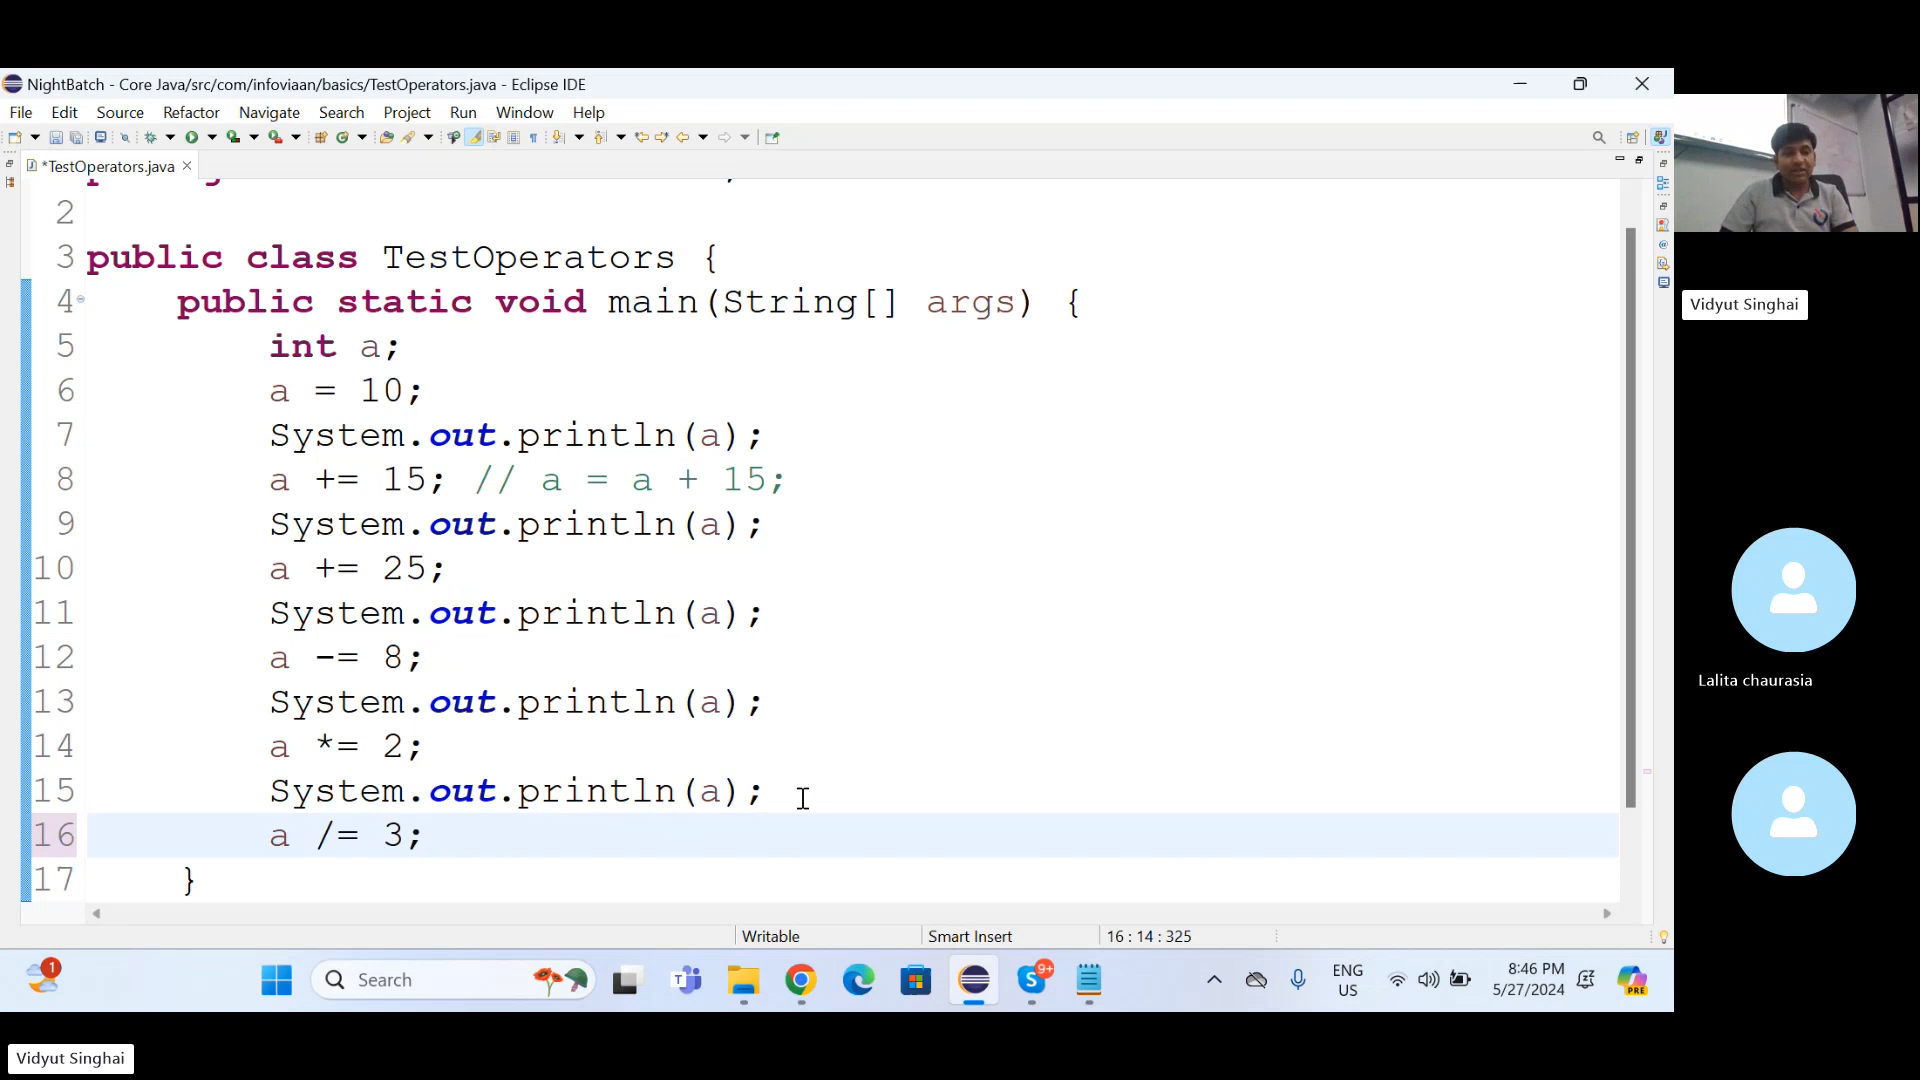 NightBatch - Core Java/src/com/infoviaan/basics/TestOperators.java - Eclipse IDE
File Edit Source Refactor Navigate Search Project Run Window Help
*TestOperators.java
2
3 public class TestOperators {
4 public static void main(String[] args) {
5 int a;
6 a = 10;
7 System.out.println(a);
8 a += 15; // a = a + 15;
9 System.out.println(a);
10 a += 25;
11 System.out.println(a);
12 a -= 8;
13 System.out.println(a);
14 a *= 2;
15 System.out.println(a);
16 a /= 3;
17 }
Writable Smart Insert 16 : 14 : 325
1 Search 9+ ENG 8:46 PM
US 5/27/2024 PRE
Vidyut Singhai
Lalita chaurasia
Vidyut Singhai